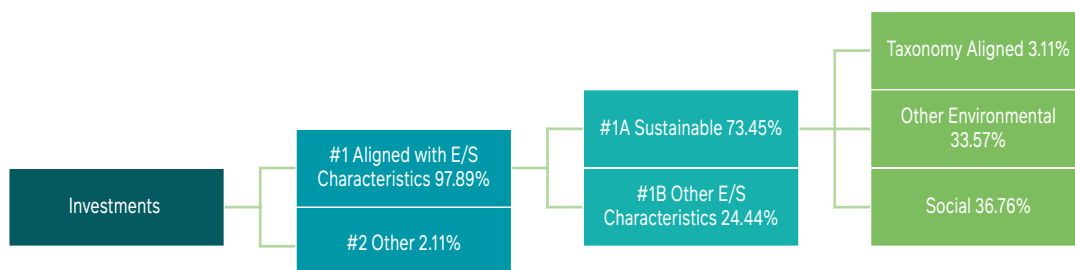 Investments
#1 Aligned with E/S
Characteristics 97.89%
#2 Other 2.11%
#1A Sustainable 73.45%
#1B Other E/S
Characteristics 24.44%
Taxonomy Aligned 3.11%
Other Environmental
33.57%
Social 36.76%